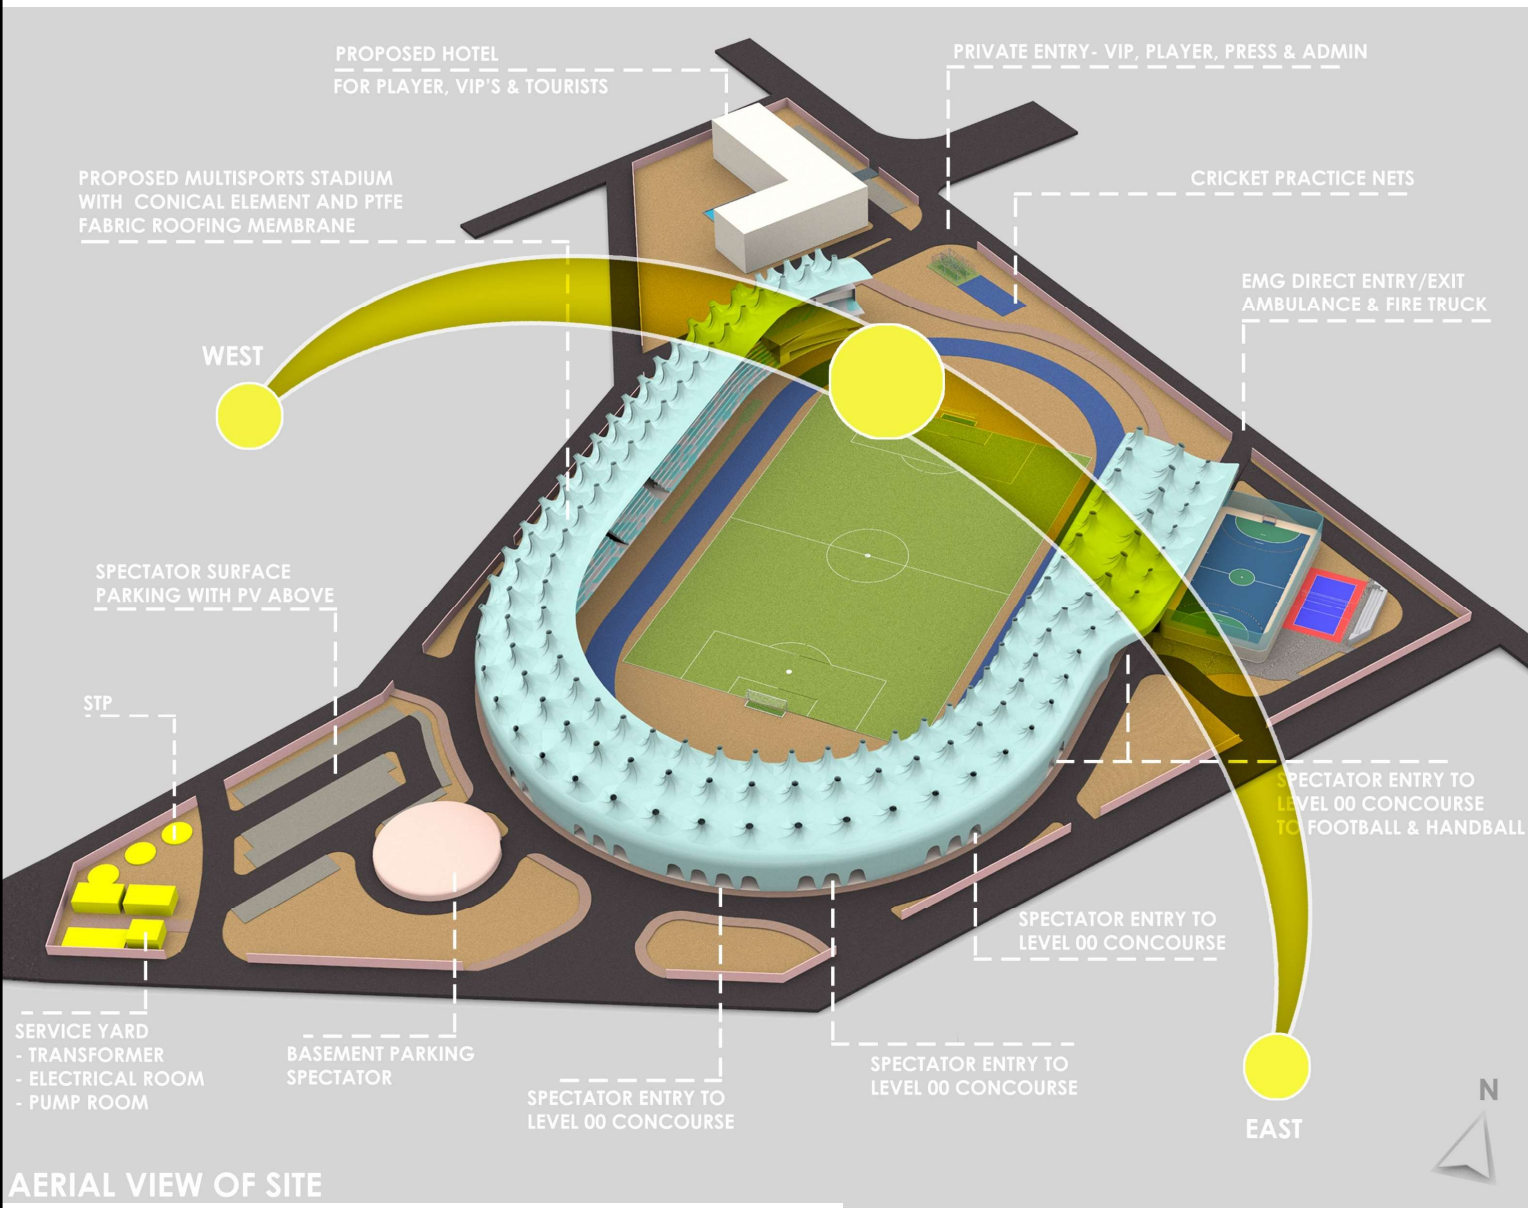 PROPOSED HOTEL
FOR PLAYER, VIP'S & TOURISTS
PRIVATE ENTRY- VIP, PLAYER, PRESS & ADMIN
PROPOSED MULTISPORTS STADIUM
WITH CONICAL ELEMENT AND PTFE
FABRIC ROOFING MEMBRANE
CRICKET PRACTICE NETS
EMG DIRECT ENTRY/EXIT
AMBULANCE & FIRE TRUCK
WEST
SPECTATOR SURFACE
PARKING WITH PV ABOVE
STP
SPECTATOR ENTRY TO
LEVEL 00 CONCOURSE
TO FOOTBALL & HANDBALL
SPECTATOR ENTRY TO
LEVEL 00 CONCOURSE
SERVICE YARD
- TRANSFORMER
- ELECTRICAL ROOM
- PUMP ROOM
BASEMENT PARKING
SPECTATOR
SPECTATOR ENTRY TO
LEVEL 00 CONCOURSE
SPECTATOR ENTRY TO
LEVEL 00 CONCOURSE
EAST
N
AERIAL VIEW OF SITE